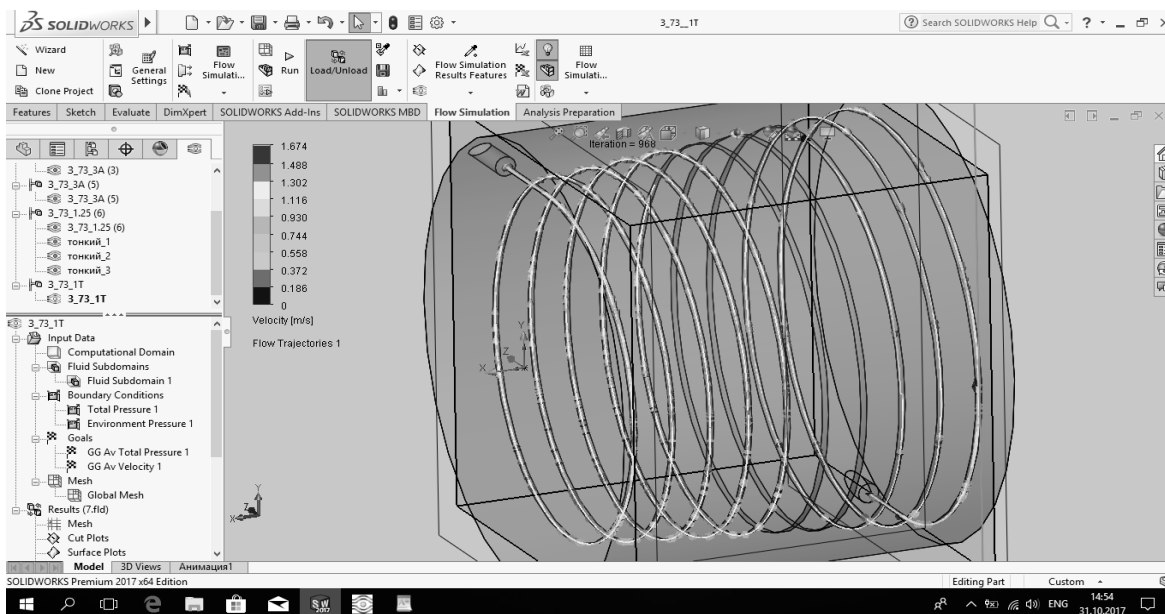 SOLIDWORKS
3_73__1T
Search SOLIDWORKS Help
?
Wizard
New
Clone Project
General Settings
Flow Simulati...
Run
Load/Unload
Flow Simulation Results Features
Flow Simulati...
Features
Sketch
Evaluate
DimXpert
SOLIDWORKS Add-Ins
SOLIDWORKS MBD
Flow Simulation
Analysis Preparation
3_73_3A (3)
3_73_3A (5)
3_73_3A (5)
3_73_1.25 (6)
3_73_1.25 (6)
тонкий_1
тонкий_2
тонкий_3
3_73_1T
3_73_1T
3_73_1T
Input Data
Computational Domain
Fluid Subdomains
Fluid Subdomain 1
Boundary Conditions
Total Pressure 1
Environment Pressure 1
Goals
GG Av Total Pressure 1
GG Av Velocity 1
Mesh
Global Mesh
Results (7.fld)
Mesh
Cut Plots
Surface Plots
1.674
1.488
1.302
1.116
0.930
0.744
0.558
0.372
0.186
0
Velocity [m/s]
Flow Trajectories 1
Iteration = 968
Y
X
Z
Y
X
Z
Model
3D Views
Анимация1
SOLIDWORKS Premium 2017 x64 Edition
Editing Part
Custom
SW 2017
ENG
14:54
31.10.2017